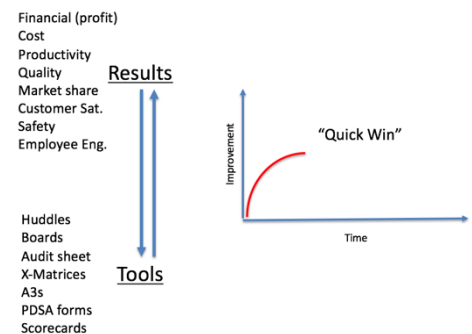 Financial (profit)
Cost
Productivity
Quality
Market share
Customer Sat.
Safety
Employee Eng.
Results
Huddles
Boards
Audit sheet
X-Matrices
A3s
PDSA forms
Scorecards
Tools
Improvement
“Quick Win”
Time